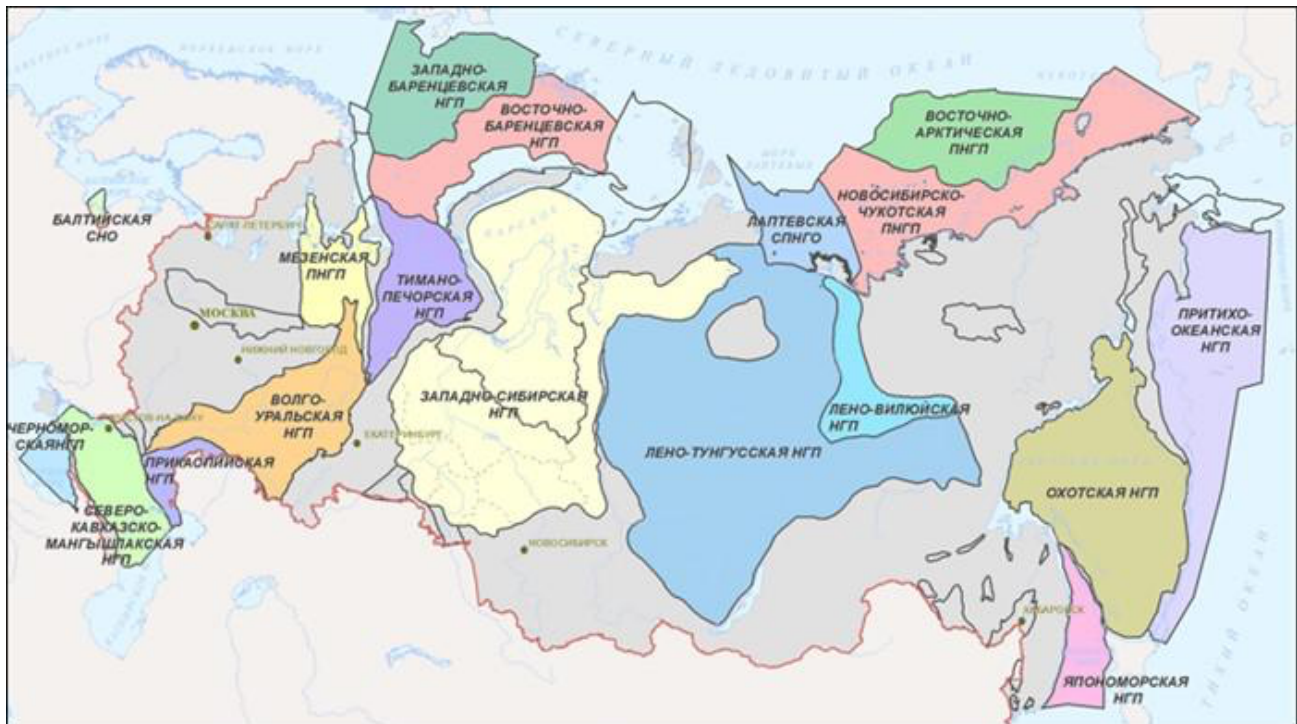 СЕВЕРНЫЙ ЛЕДОВИТЫЙ ОКЕАН
ЗАПАДНО-
БАРЕНЦЕВСКАЯ
НГП
ВОСТОЧНО-
БАРЕНЦЕВСКАЯ
НГП
ВОСТОЧНО-
АРКТИЧЕСКАЯ
ПНГП
НОВОСИБИРСКО-
ЧУКОТСКАЯ
ПНГП
ЛАПТЕВСКАЯ
СПНГО
БАЛТИЙСКАЯ
СНО
САНКТ-ПЕТЕРБУРГ
МЕЗЕНСКАЯ
ПНГП
ТИМАНО-
ПЕЧОРСКАЯ
НГП
МОСКВА
НИЖНИЙ НОВГОРОД
ПРИТИХО-
ОКЕАНСКАЯ
НГП
ВОЛГО-
УРАЛЬСКАЯ
НГП
ЕКАТЕРИНБУРГ
ЗАПАДНО-СИБИРСКАЯ
НГП
ЛЕНО-ВИЛЮЙСКАЯ
НГП
ЛЕНО-ТУНГУССКАЯ НГП
ЧЕРНОМОР-
СКАЯНГП
ПРИКАСПИЙСКАЯ
НГП
СЕВЕРО-
КАВКАЗСКО-
МАНГЫШЛАКСКАЯ
НГП
ОХОТСКАЯ НГП
НОВОСИБИРСК
ХАБАРОВСК
ЯПОНОМОРСКАЯ
НГП
ТИХИЙ ОКЕАН